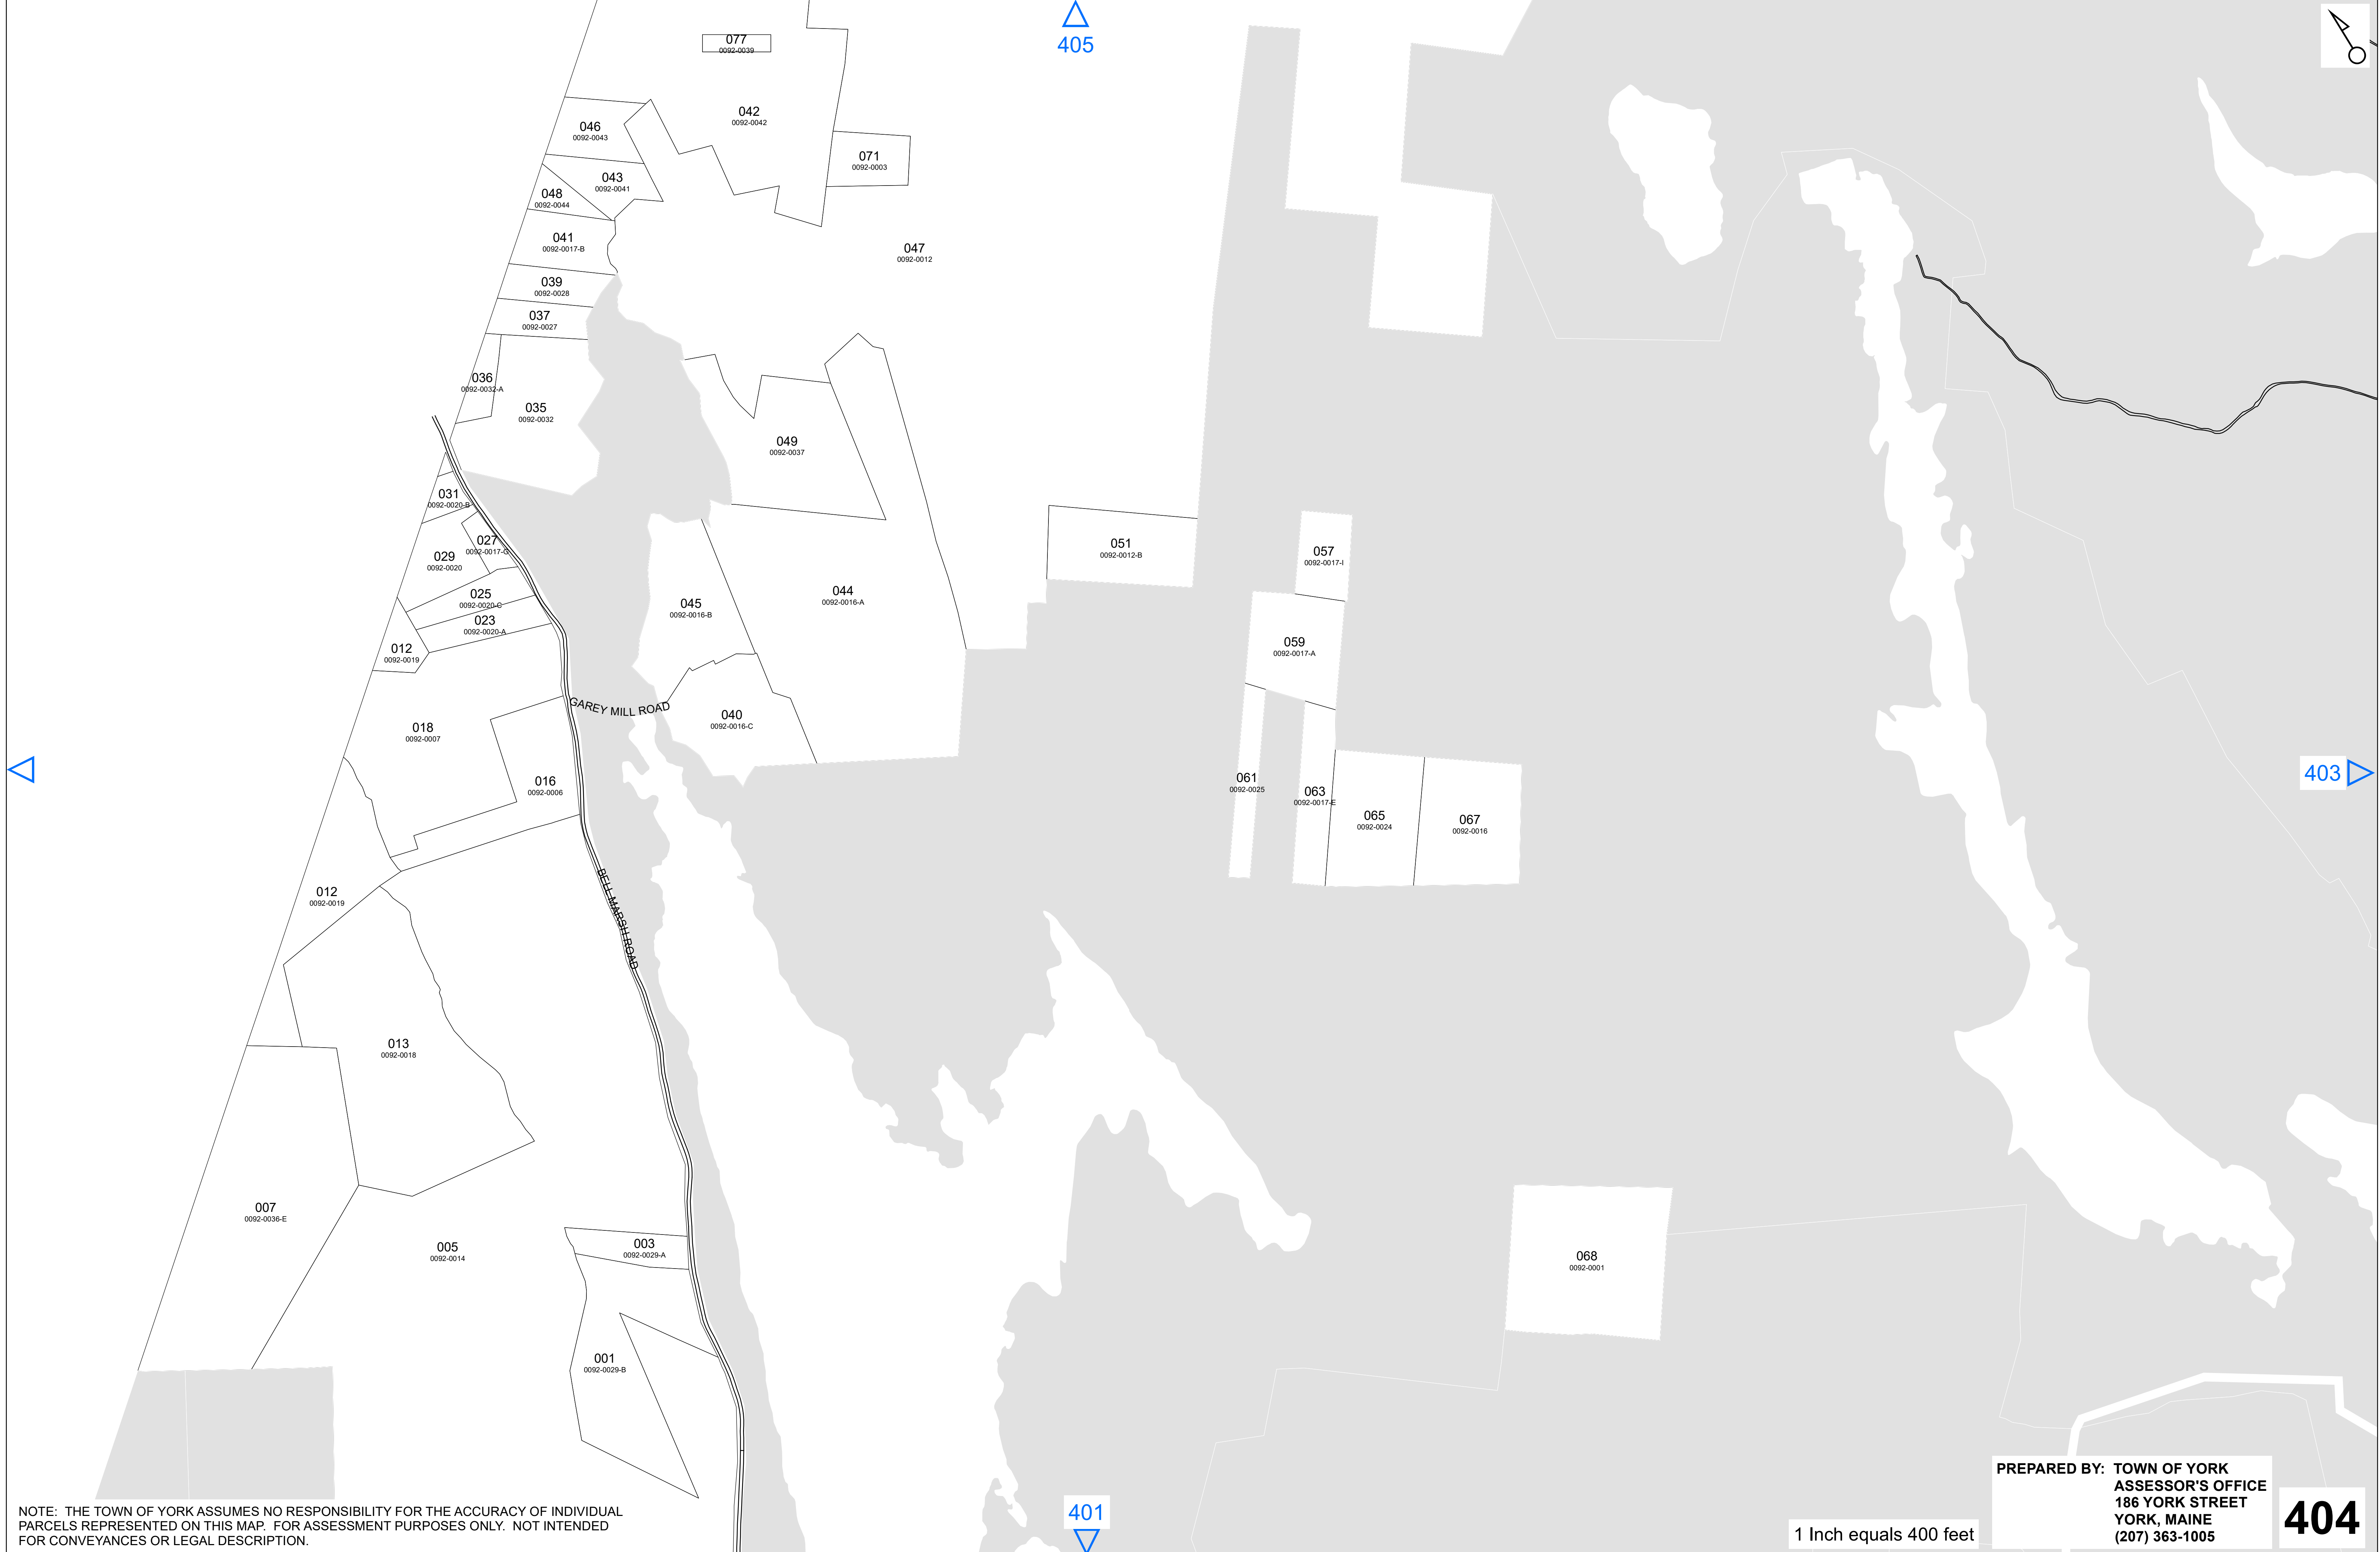 077
0092-0039
405
042
0092-0042
046
0092-0043
071
0092-0003
043
0092-0041
048
0092-0044
041
0092-0017-B
047
0092-0012
039
0092-0028
037
0092-0027
036
0092-0032-A
035
0092-0032
049
0092-0037
031
0092-0020-B
027
0092-0017-G
029
0092-0020
051
0092-0012-B
057
0092-0017-I
025
0092-0020-C
045
0092-0016-B
044
0092-0016-A
023
0092-0020-A
012
0092-0019
059
0092-0017-A
GAREY MILL ROAD
018
0092-0007
040
0092-0016-C
016
0092-0006
061
0092-0025
063
0092-0017-E
065
0092-0024
067
0092-0016
403
012
0092-0019
BELL MARSH ROAD
013
0092-0018
007
0092-0036-E
005
0092-0014
003
0092-0029-A
068
0092-0001
001
0092-0029-B
NOTE: THE TOWN OF YORK ASSUMES NO RESPONSIBILITY FOR THE ACCURACY OF INDIVIDUAL
PARCELS REPRESENTED ON THIS MAP. FOR ASSESSMENT PURPOSES ONLY. NOT INTENDED
FOR CONVEYANCES OR LEGAL DESCRIPTION.
401
1 Inch equals 400 feet
PREPARED BY: TOWN OF YORK
ASSESSOR'S OFFICE
186 YORK STREET
YORK, MAINE
(207) 363-1005
404